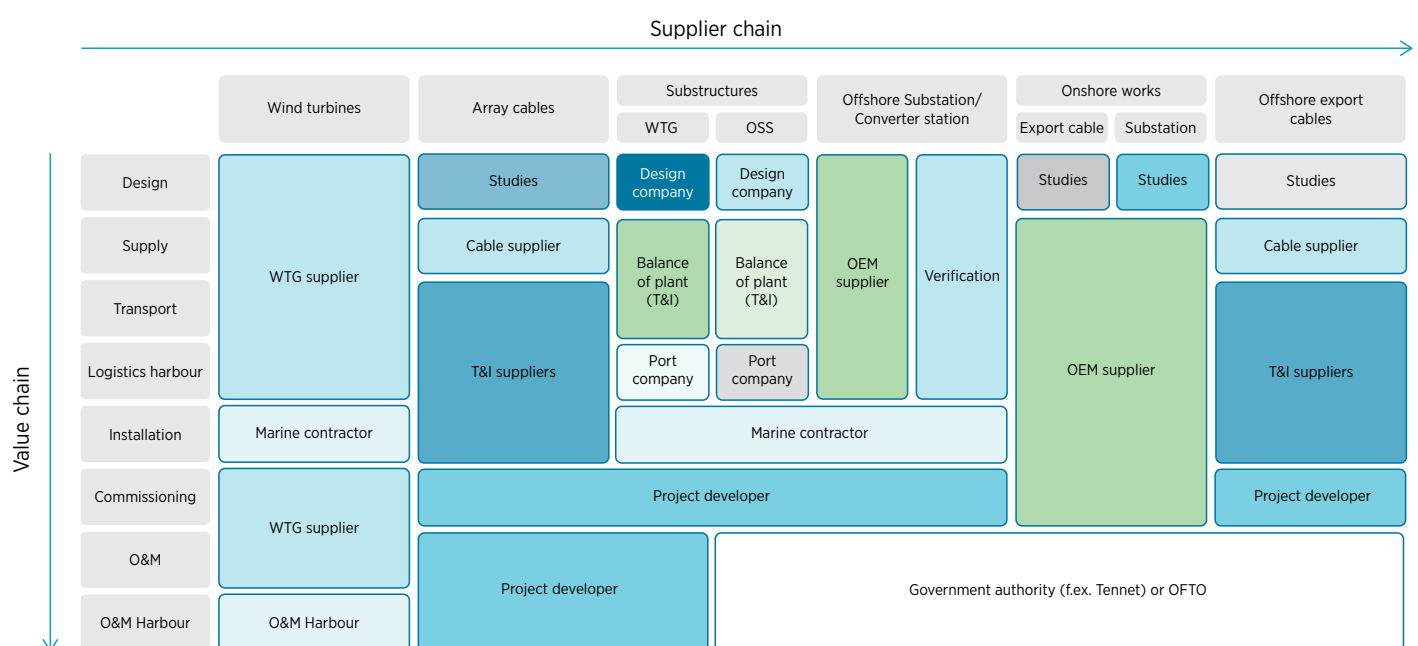 Supplier chain
Wind turbines
Array cables
Substructures
WTG
OSS
Offshore Substation/
Converter station
Onshore works
Export cable
Substation
Offshore export
cables
Value chain
Design
Supply
Transport
Logistics harbour
Installation
Commissioning
O&M
O&M Harbour
WTG supplier
Marine contractor
WTG supplier
O&M Harbour
Studies
Cable supplier
T&I suppliers
Design
company
Balance
of plant
(T&I)
Port
company
Design
company
Balance
of plant
(T&I)
Port
company
OEM
supplier
Verification
Marine contractor
Project developer
Project developer
Studies
Studies
OEM supplier
Studies
Cable supplier
T&I suppliers
Project developer
Government authority (f.ex. Tennet) or OFTO